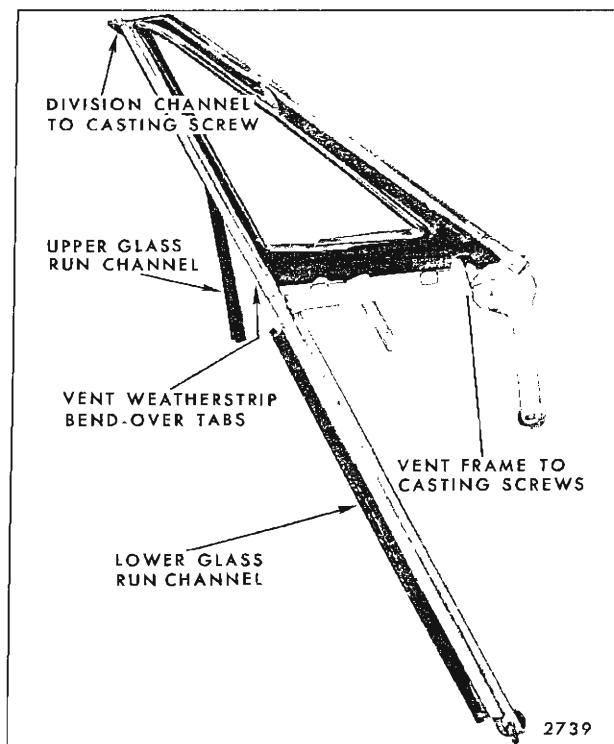 DIVISION CHANNEL
TO CASTING SCREW
UPPER GLASS
RUN CHANNEL
VENT WEATHERSTRIP
BEND-OVER TABS
VENT FRAME TO
CASTING SCREWS
LOWER GLASS
RUN CHANNEL
2739